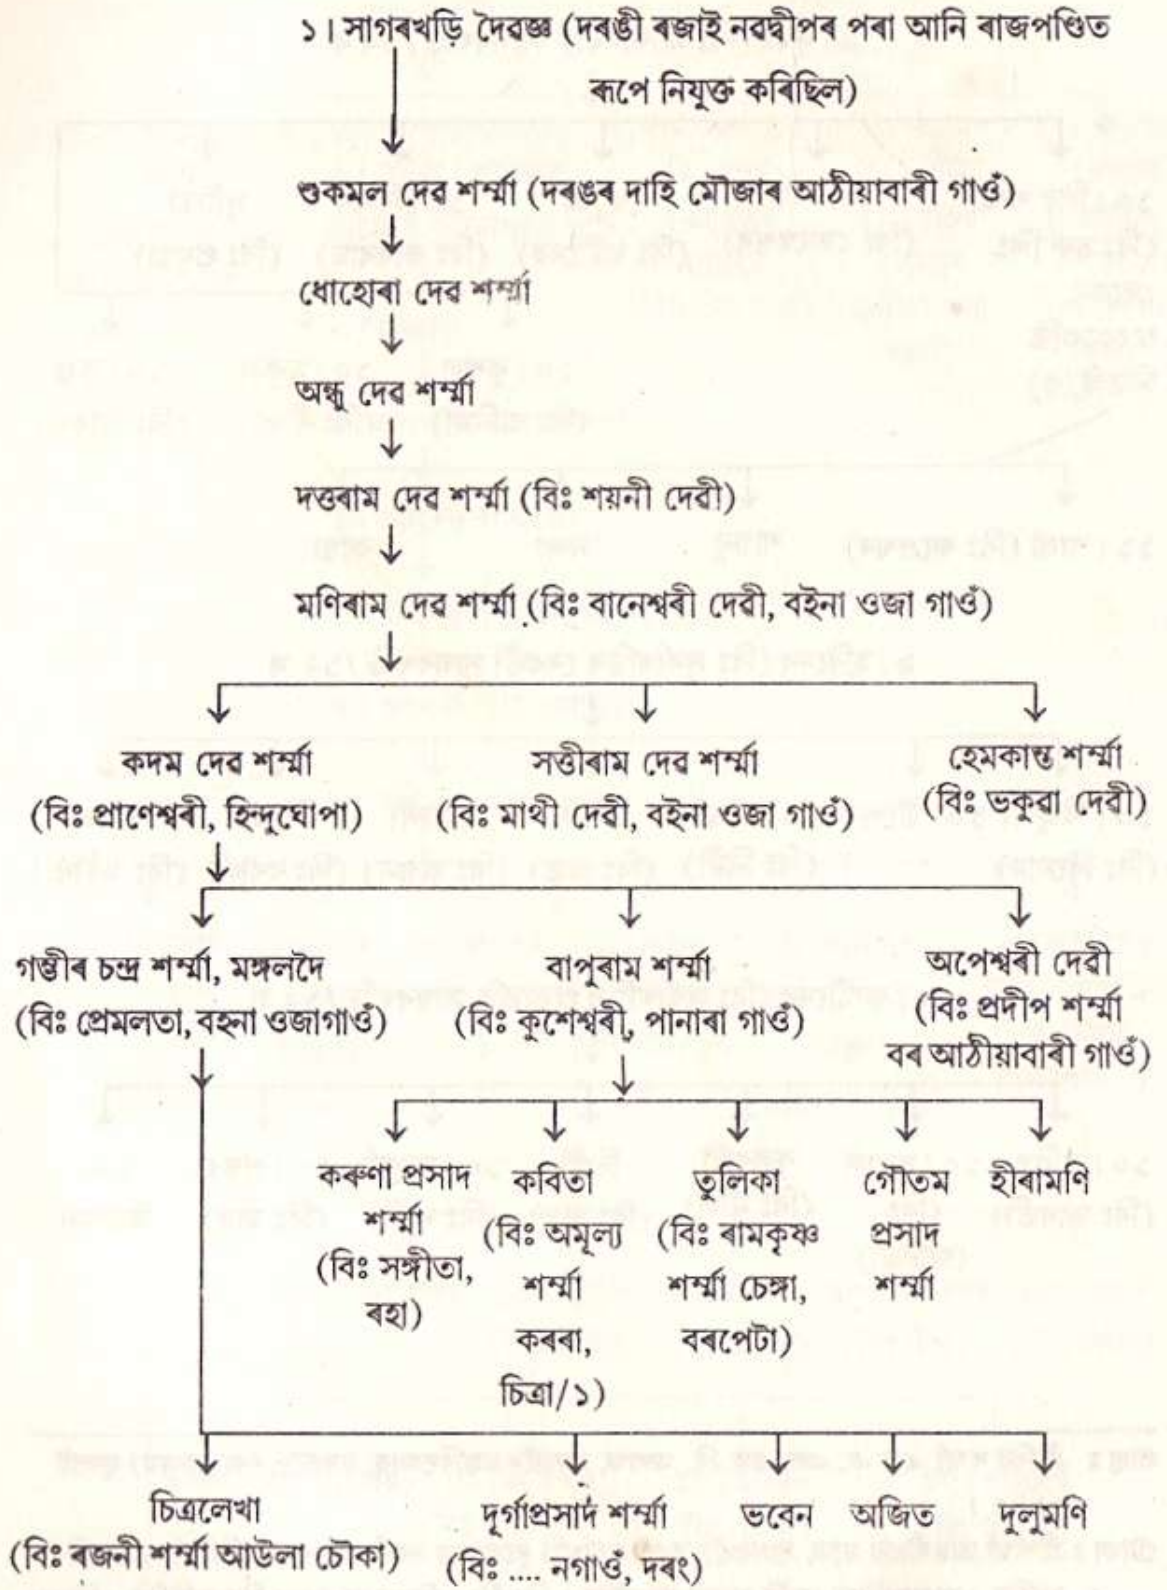 ১। সাগৰখড়ি দৈৱজ্ঞ (দৰঙী ৰজাই নৱদ্বীপৰ পৰা আনি ৰাজপণ্ডিত
ৰূপে নিযুক্ত কৰিছিল)
শুকমল দেৱ শৰ্ম্মা (দৰঙৰ দাহি মৌজাৰ আঠীয়াবাৰী গাওঁ)
ধোহোৰা দেৱ শৰ্ম্মা
অন্ধু দেৱ শৰ্ম্মা
দত্তৰাম দেৱ শৰ্ম্মা (বিঃ শয়নী দেৱী)
মণিৰাম দেৱ শৰ্ম্মা (বিঃ বানেশ্বৰী দেৱী, বইনা ওজা গাওঁ)
কদম দেৱ শৰ্ম্মা
(বিঃ প্ৰাণেশ্বৰী, হিন্দুঘোপা)
সত্তীৰাম দেৱ শৰ্ম্মা
(বিঃ মাথী দেৱী, বইনা ওজা গাওঁ)
হেমকান্ত শৰ্ম্মা
(বিঃ ভকুৱা দেৱী)
গম্ভীৰ চন্দ্ৰ শৰ্ম্মা, মঙ্গলদৈ
(বিঃ প্ৰেমলতা, বহ্না ওজাগাওঁ)
বাপুৰাম শৰ্ম্মা
(বিঃ কুশেশ্বৰী, পানাৰা গাওঁ)
অপেশ্বৰী দেৱী
(বিঃ প্ৰদীপ শৰ্ম্মা
বৰ আঠীয়াবাৰী গাওঁ)
কৰুণা প্ৰসাদ
শৰ্ম্মা
(বিঃ সঙ্গীতা,
ৰহা)
কবিতা
(বিঃ অমূল্য
শৰ্ম্মা
কৰৰা,
চিত্ৰা/১)
তুলিকা
(বিঃ ৰামকৃষ্ণ
শৰ্ম্মা চেঙ্গা,
বৰপেটা)
গৌতম
প্ৰসাদ
শৰ্ম্মা
হীৰামণি
চিত্ৰলেখা
(বিঃ ৰজনী শৰ্ম্মা আউলা চৌকা)
দূৰ্গাপ্ৰসাদ শৰ্ম্মা
(বিঃ .... নগাওঁ, দৰং)
ভবেন
অজিত
দুলুমণি